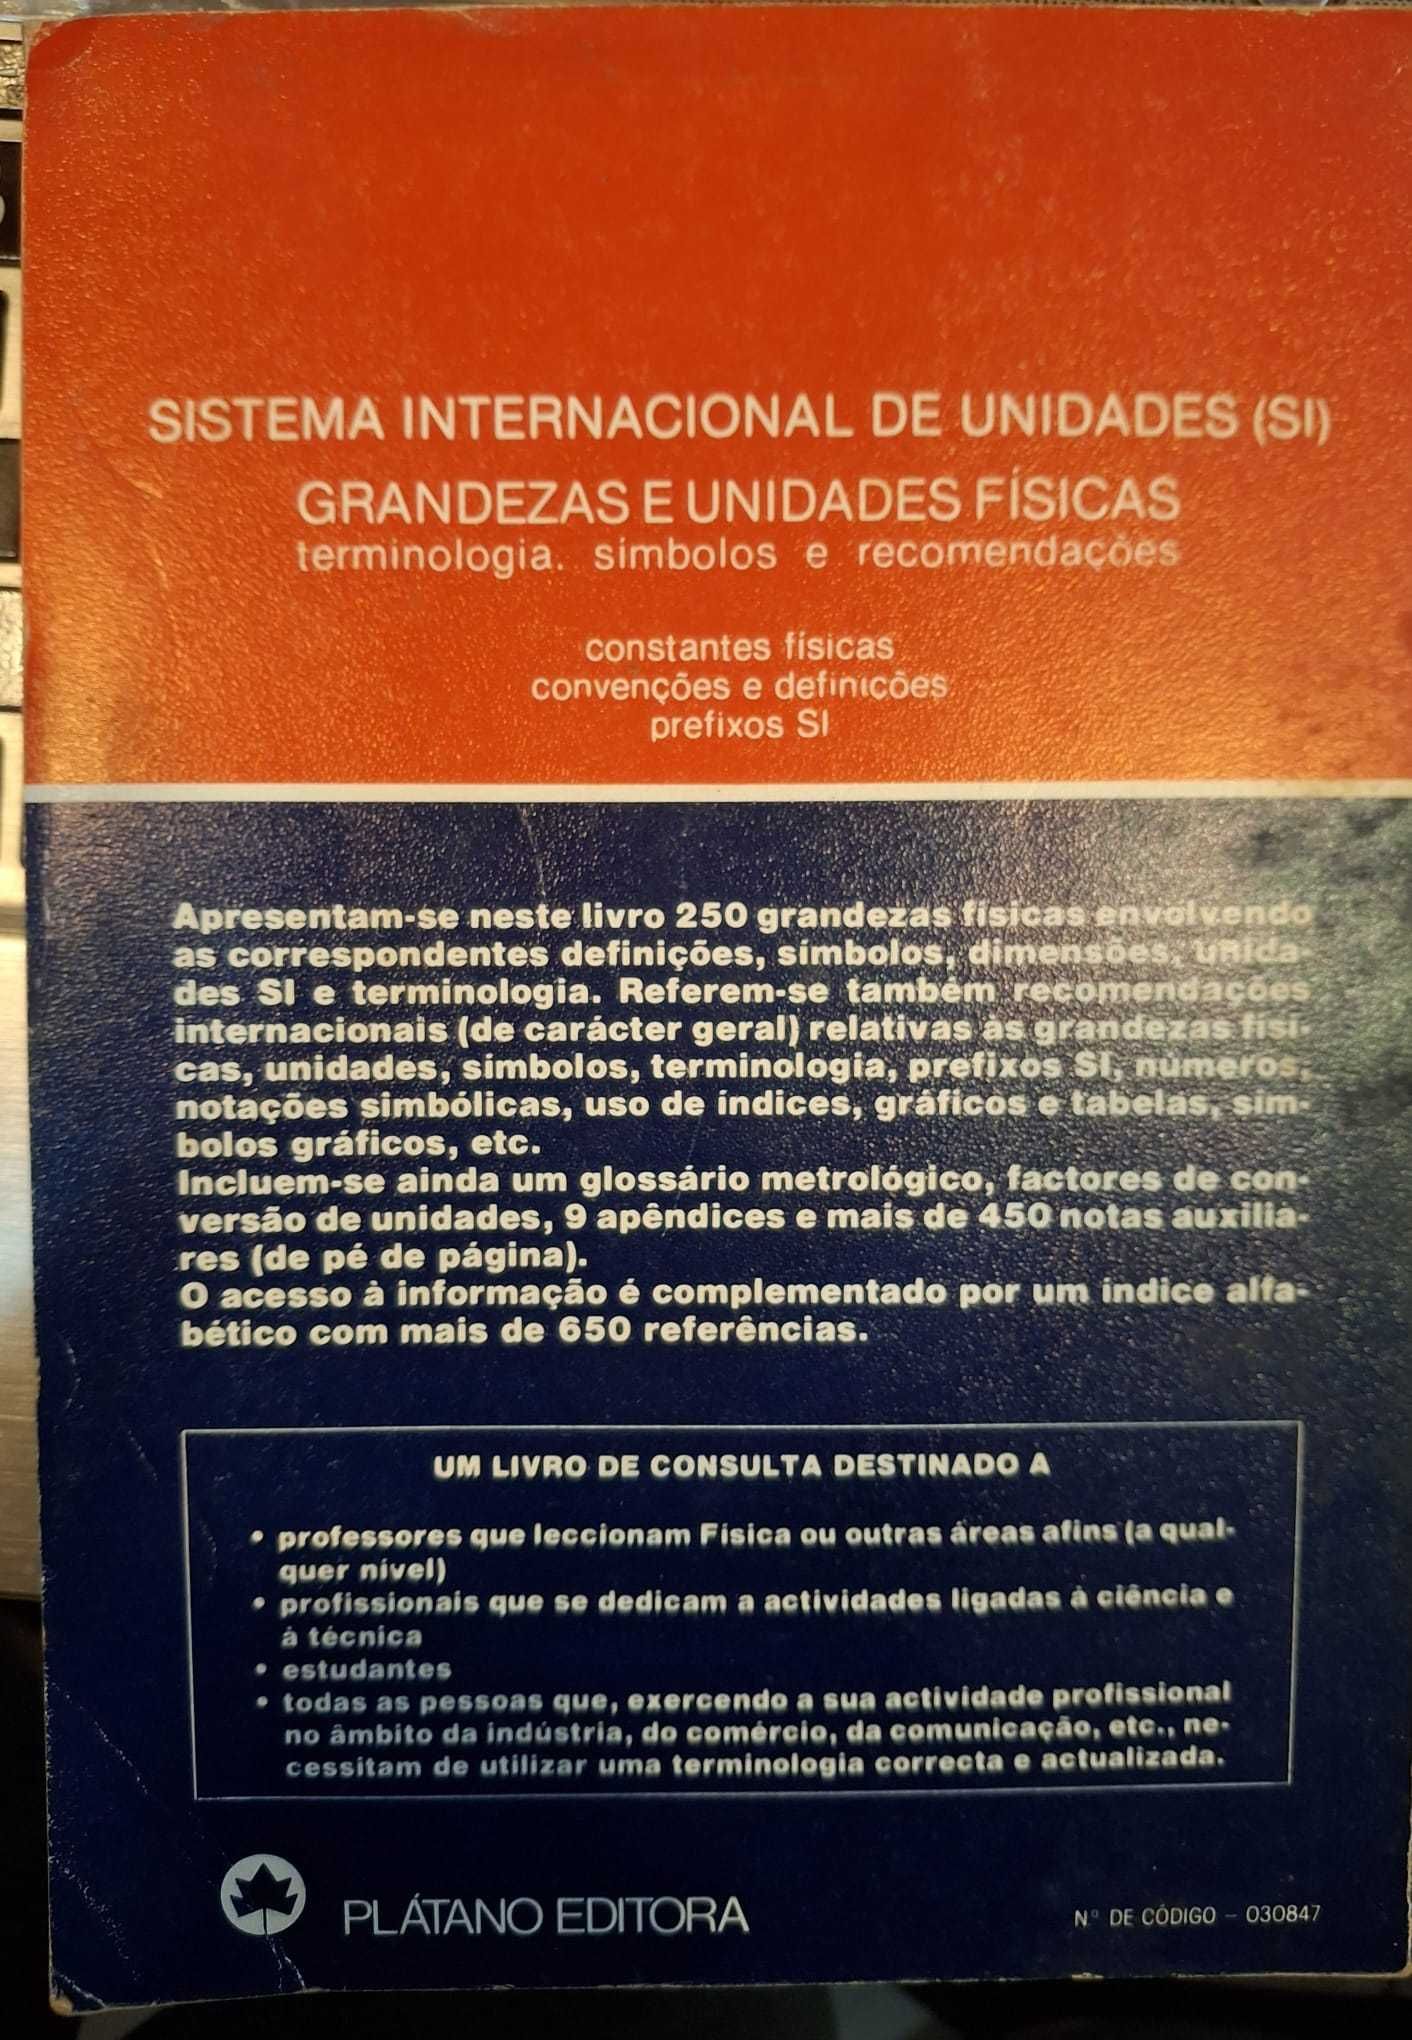 SISTEMA INTERNACIONAL DE UNIDADES (SI)
GRANDEZAS E UNIDADES FÍSICAS
terminologia. símbolos e recomendações
constantes físicas
convenções e definições
prefixos SI
Apresentam-se neste livro 250 grandezas físicas envolvendo
as correspondentes definições, símbolos, dimensões, unida-
des SI e terminologia. Referem-se também recomendações
internacionais (de carácter geral) relativas às grandezas físi-
cas, unidades, símbolos, terminologia, prefixos SI, números,
notações simbólicas, uso de índices, gráficos e tabelas, sím-
bolos gráficos, etc.
Incluem-se ainda um glossário metrológico, factores de con-
versão de unidades, 9 apêndices e mais de 450 notas auxilia-
res (de pé de página).
O acesso à informação é complementado por um índice alfa-
bético com mais de 650 referências.
UM LIVRO DE CONSULTA DESTINADO A
• professores que leccionam Física ou outras áreas afins (a qual-
quer nível)
• profissionais que se dedicam a actividades ligadas à ciência e
à técnica
• estudantes
• todas as pessoas que, exercendo a sua actividade profissional
no âmbito da indústria, do comércio, da comunicação, etc., ne-
cessitam de utilizar uma terminologia correcta e actualizada.
PLÁTANO EDITORA
N.º DE CÓDIGO - 030847